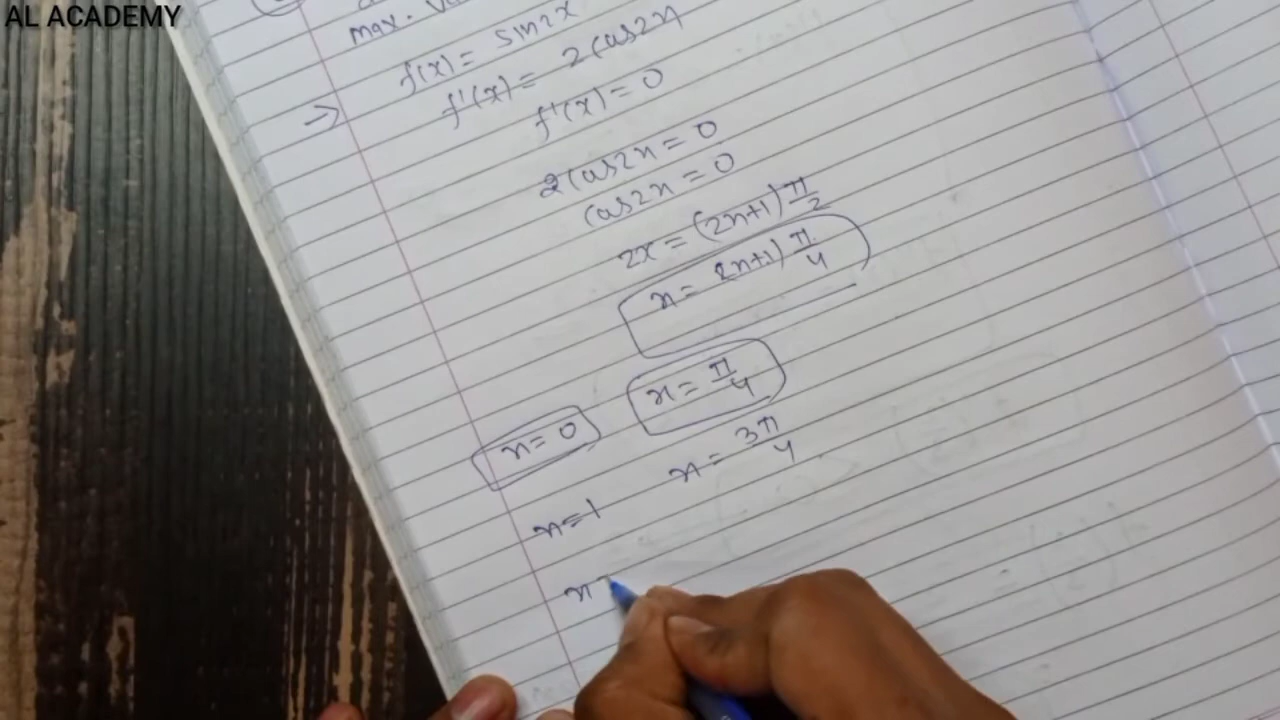 AL ACADEMY
max.
f(x) = sin2x
⇒ f'(x) = 2cos2x
f'(x) = 0
2cos2x = 0
cos2x = 0
2x = (2n+1) π/2
x = 2n+1) π/4
n = 0 x = π/4
n = 1 x = 3π/4
n